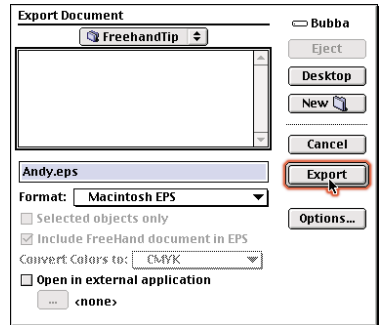 Export Document
FreehandTip
Bubba
Eject
Desktop
New
Cancel
Export
Options...
Andy.eps
Format: Macintosh EPS
Selected objects only
Include FreeHand document in EPS
Convert Colors to: CMYK
Open in external application
... <none>